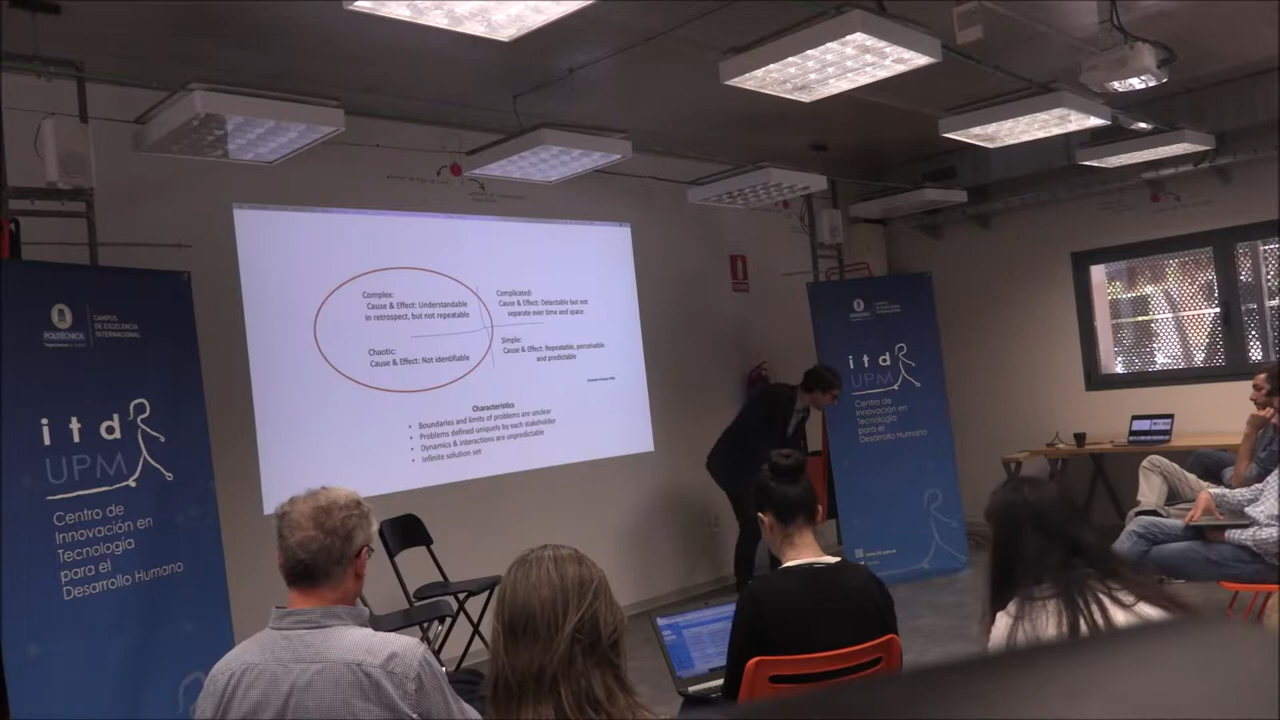 Complex:
Cause & Effect: Understandable
in retrospect, but not repeatable
Complicated:
Cause & Effect: Detectable but not
separate over time and space
Chaotic:
Cause & Effect: Not identifiable
Simple:
Cause & Effect: Repeatable, perceivable
and predictable
Characteristics
• Boundaries and limits of problems are unclear
• Problems defined uniquely by each stakeholder
• Dynamics & interactions are unpredictable
• Infinite solution set
POLITÉCNICA
CAMPUS
DE EXCELENCIA
INTERNACIONAL
itd
UPM
Centro de
Innovación en
Tecnología
para el
Desarrollo Humano
itd
UPM
Centro de
Innovación en
Tecnología
para el
Desarrollo Humano